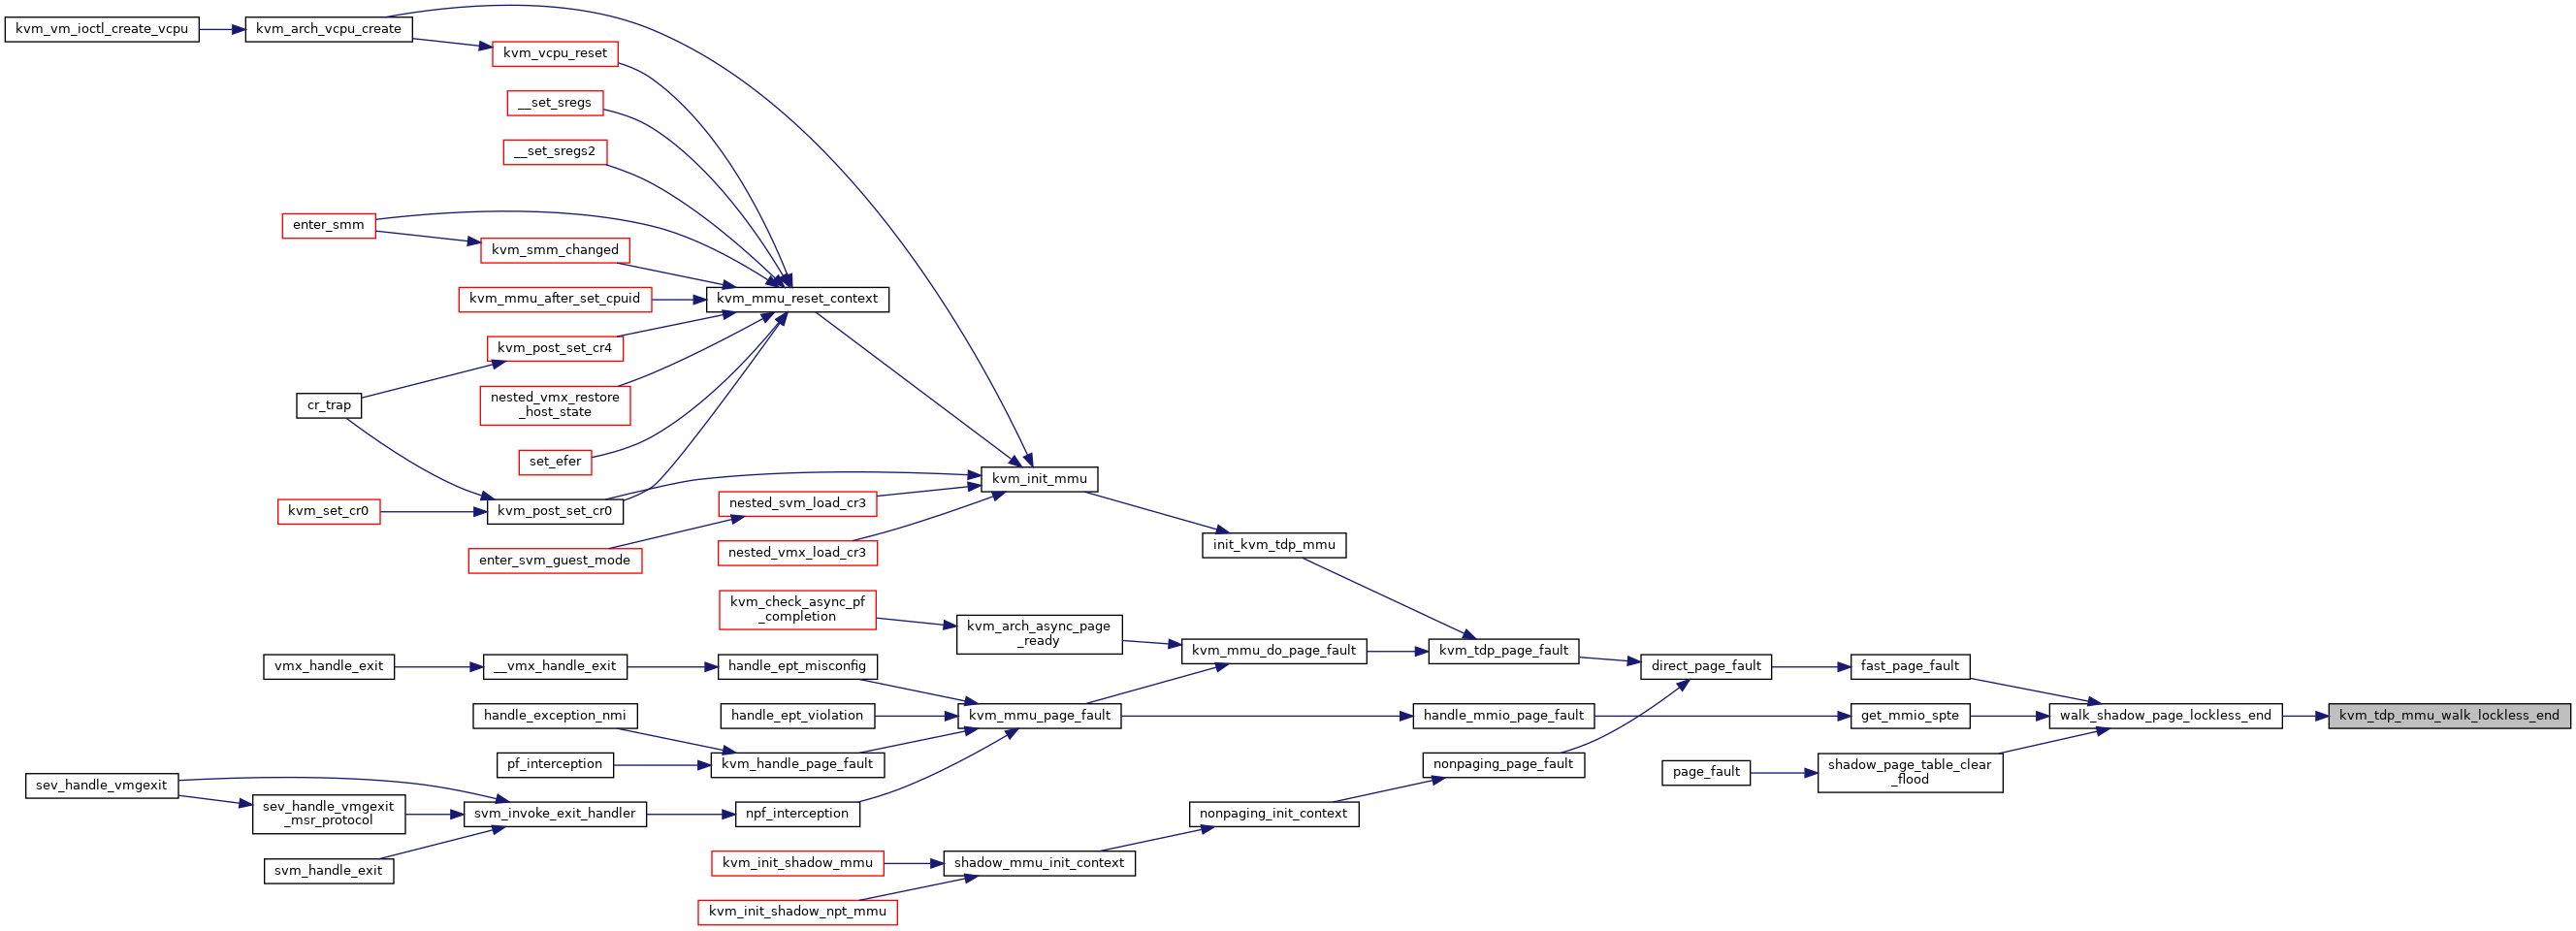 kvm_vm_ioctl_create_vcpu
kvm_arch_vcpu_create
kvm_vcpu_reset
__set_sregs
__set_sregs2
enter_smm
kvm_smm_changed
kvm_mmu_after_set_cpuid
kvm_mmu_reset_context
kvm_post_set_cr4
nested_vmx_restore
_host_state
cr_trap
set_efer
kvm_init_mmu
kvm_set_cr0
kvm_post_set_cr0
nested_svm_load_cr3
nested_vmx_load_cr3
enter_svm_guest_mode
init_kvm_tdp_mmu
kvm_check_async_pf
_completion
kvm_arch_async_page
_ready
kvm_mmu_do_page_fault
kvm_tdp_page_fault
vmx_handle_exit
__vmx_handle_exit
handle_ept_misconfig
direct_page_fault
fast_page_fault
handle_exception_nmi
handle_ept_violation
kvm_mmu_page_fault
handle_mmio_page_fault
get_mmio_spte
walk_shadow_page_lockless_end
kvm_tdp_mmu_walk_lockless_end
pf_interception
kvm_handle_page_fault
nonpaging_page_fault
page_fault
shadow_page_table_clear
_flood
sev_handle_vmgexit
sev_handle_vmgexit
_msr_protocol
svm_invoke_exit_handler
npf_interception
nonpaging_init_context
svm_handle_exit
kvm_init_shadow_mmu
shadow_mmu_init_context
kvm_init_shadow_npt_mmu